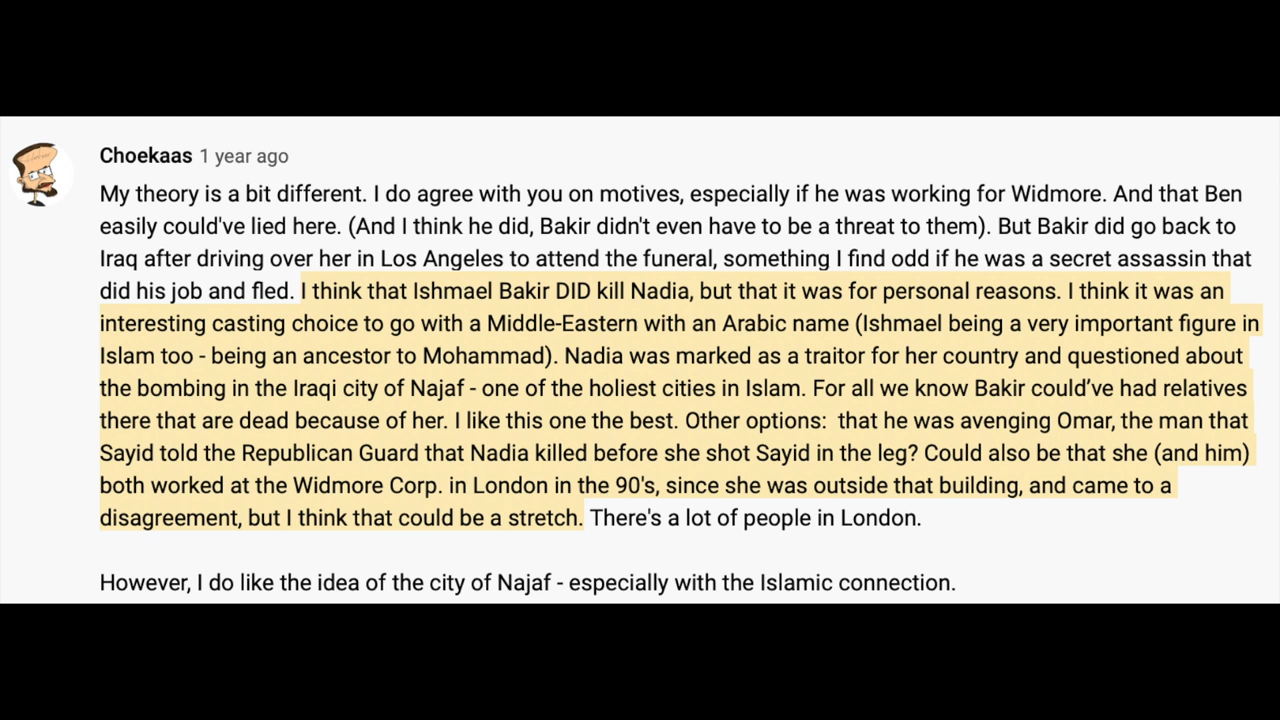 Choekaas 1 year ago
My theory is a bit different. I do agree with you on motives, especially if he was working for Widmore. And that Ben
easily could've lied here. (And I think he did, Bakir didn't even have to be a threat to them). But Bakir did go back to
Iraq after driving over her in Los Angeles to attend the funeral, something I find odd if he was a secret assassin that
did his job and fled. I think that Ishmael Bakir DID kill Nadia, but that it was for personal reasons. I think it was an
interesting casting choice to go with a Middle-Eastern with an Arabic name (Ishmael being a very important figure in
Islam too - being an ancestor to Mohammad). Nadia was marked as a traitor for her country and questioned about
the bombing in the Iraqi city of Najaf - one of the holiest cities in Islam. For all we know Bakir could’ve had relatives
there that are dead because of her. I like this one the best. Other options:  that he was avenging Omar, the man that
Sayid told the Republican Guard that Nadia killed before she shot Sayid in the leg? Could also be that she (and him)
both worked at the Widmore Corp. in London in the 90's, since she was outside that building, and came to a
disagreement, but I think that could be a stretch. There's a lot of people in London.
However, I do like the idea of the city of Najaf - especially with the Islamic connection.